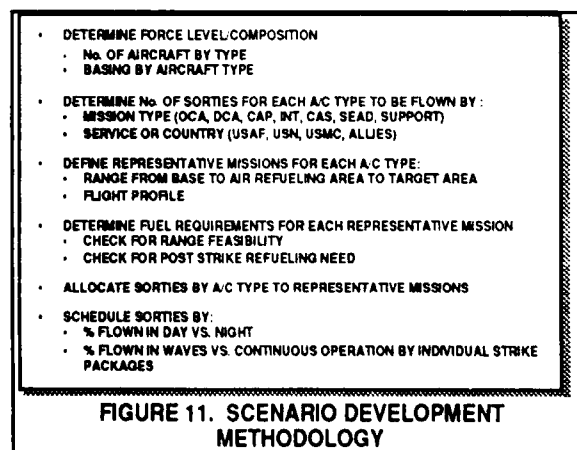 • DETERMINE FORCE LEVEL/COMPOSITION
• No. OF AIRCRAFT BY TYPE
• BASING BY AIRCRAFT TYPE
• DETERMINE No. OF SORTIES FOR EACH A/C TYPE TO BE FLOWN BY :
• MISSION TYPE (OCA, DCA, CAP, INT, CAS, SEAD, SUPPORT)
• SERVICE OR COUNTRY (USAF, USN, USMC, ALLIES)
• DEFINE REPRESENTATIVE MISSIONS FOR EACH A/C TYPE:
• RANGE FROM BASE TO AIR REFUELING AREA TO TARGET AREA
• FLIGHT PROFILE
• DETERMINE FUEL REQUIREMENTS FOR EACH REPRESENTATIVE MISSION
• CHECK FOR RANGE FEASIBILITY
• CHECK FOR POST STRIKE REFUELING NEED
• ALLOCATE SORTIES BY A/C TYPE TO REPRESENTATIVE MISSIONS
• SCHEDULE SORTIES BY:
• % FLOWN IN DAY VS. NIGHT
• % FLOWN IN WAVES VS. CONTINUOUS OPERATION BY INDIVIDUAL STRIKE
PACKAGES
FIGURE 11. SCENARIO DEVELOPMENT
METHODOLOGY